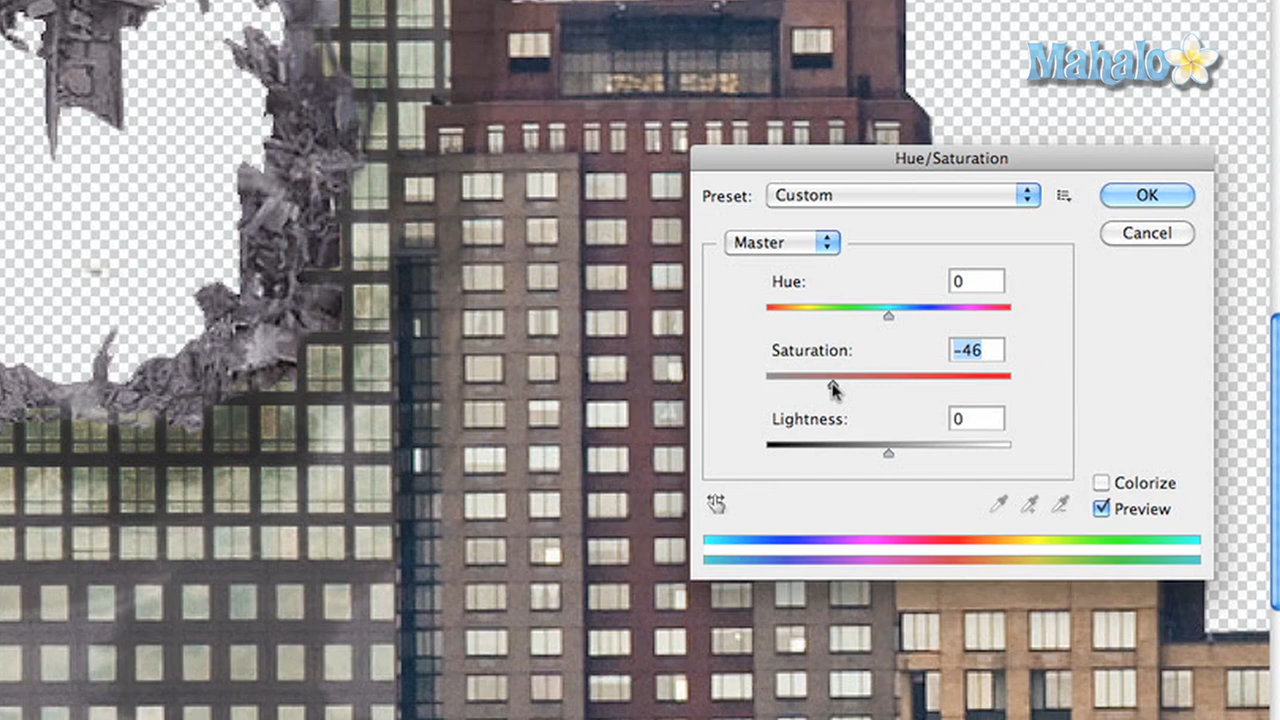 Mahalo
Hue/Saturation
Preset: Custom
OK
Master
Cancel
Hue: 0
Saturation: -46
Lightness: 0
Colorize
Preview